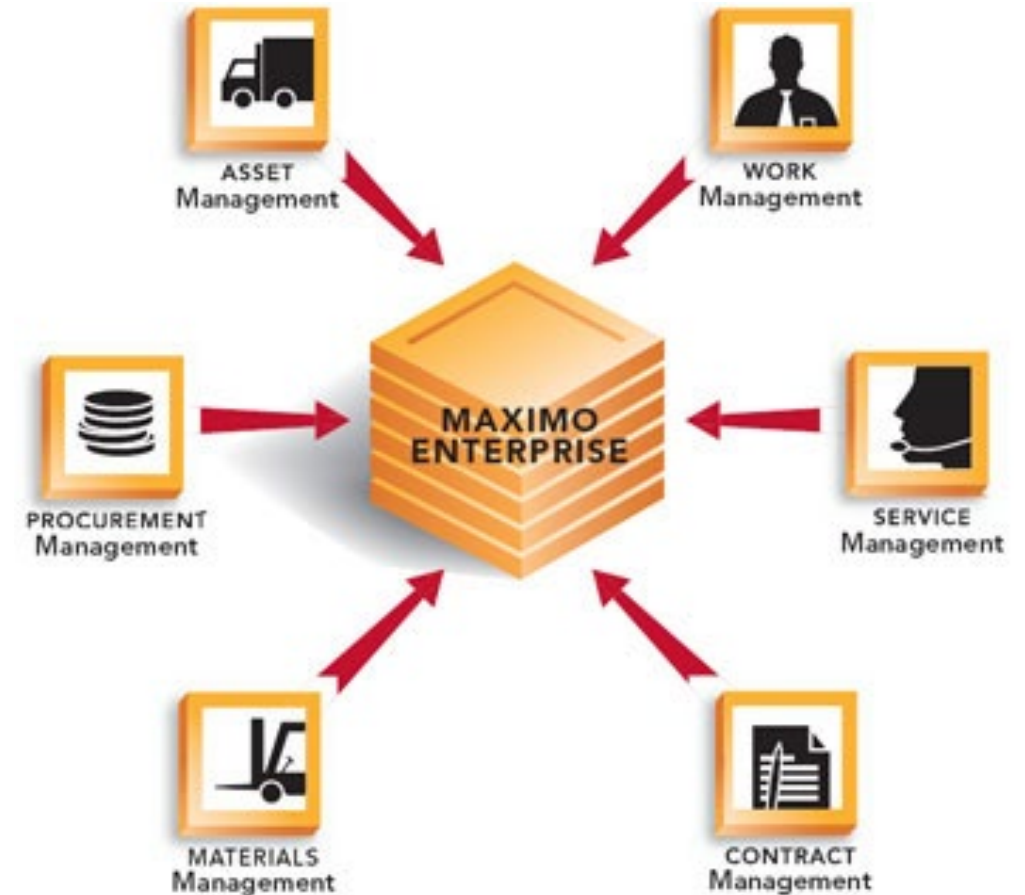 ASSET
Management
WORK
Management
MAXIMO
ENTERPRISE
PROCUREMENT
Management
SERVICE
Management
MATERIALS
Management
CONTRACT
Management